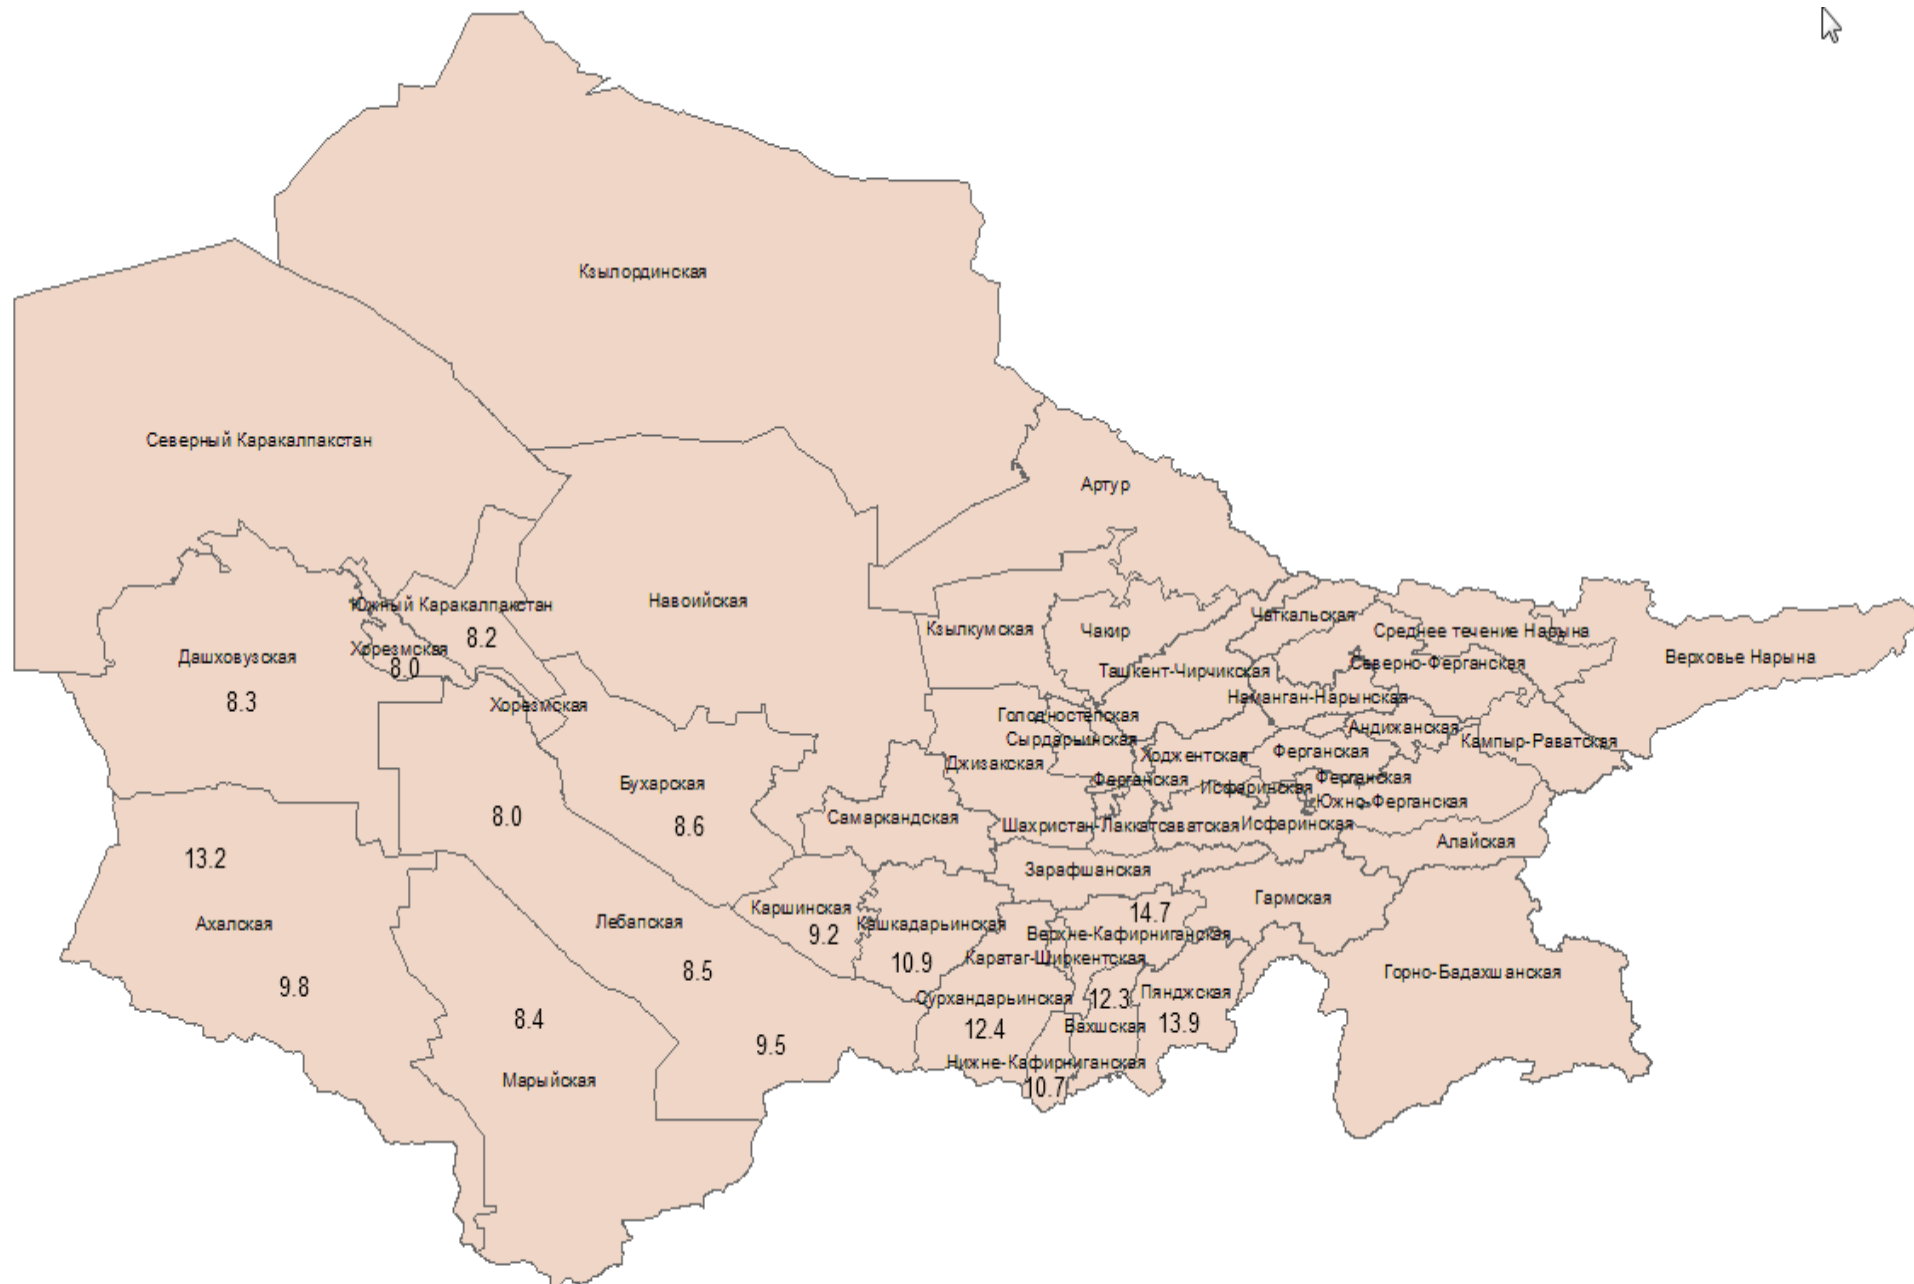 Кзылординская
Северный Каракалпакстан
Артур
Навоийская
Южный Каракалпакстан
8.2
Хорезмская
8.0
Дашховузская
8.3
Кзылкумская
Чакир
Чаткальская
Среднее течение Нарына
Верховье Нарына
Ташкент-Чирчикская
Северно-Ферганская
Наманган-Нарынская
Хорезмская
Голодностепская
Сырдарьинская
Джизакская
Ходжентская
Андижанская
Ферганская
Кампыр-Раватская
Ферганская
Исфаринская
Ферганская
Южно-Ферганская
Бухарская
8.6
8.0
Самаркандская
Шахристан-Лаккатсаватская
Исфаринская
Алайская
13.2
Ахалская
9.8
Зарафшанская
Гармская
Каршинская
9.2
Кашкадарьинская
10.9
14.7
Верхне-Кафирниганская
Каратаг-Ширкентская
Лебапская
8.5
9.5
Горно-Бадахшанская
Сурхандарьинская
12.4
12.3
Пянджская
13.9
Вахшская
Нижне-Кафирниганская
10.7
8.4
Марыйская